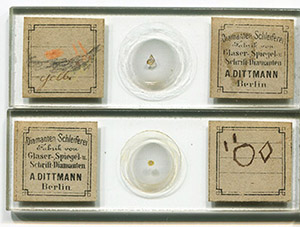 Diamanten Schleiferei
Fabrik von
Glaser-Spiegel-u.
Schrift-Diamanten
A. DITTMANN
Berlin
Diamanten Schleiferei
Fabrik von
Glaser-Spiegel-u.
Schrift-Diamanten
A. DITTMANN
Berlin